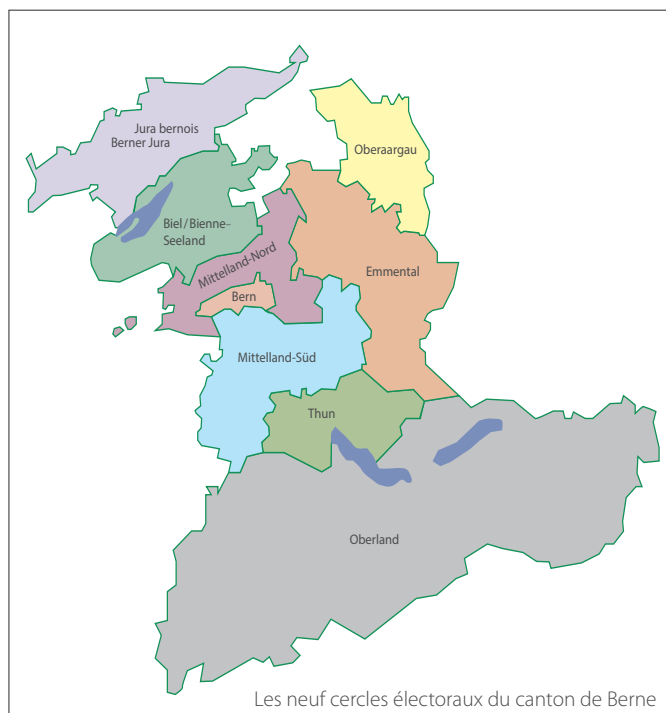 Jura bernois
Berner Jura
Oberaargau
Biel/Bienne-
Seeland
Mittelland-Nord
Emmental
Bern
Mittelland-Süd
Thun
Oberland
Les neuf cercles électoraux du canton de Berne